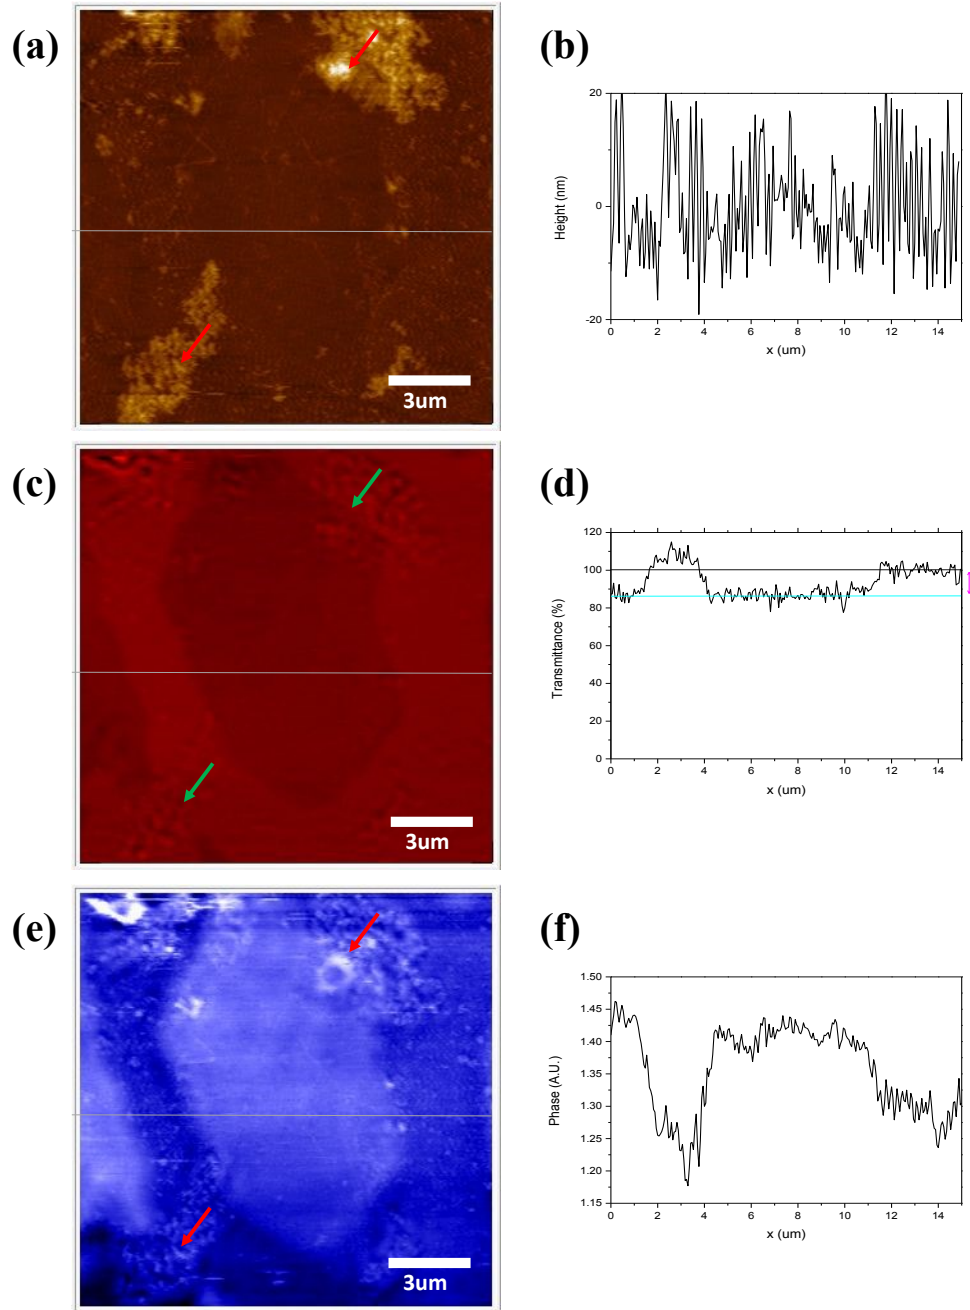 (a)
3um
(b)
20
0
-20
Height (nm)
0 2 4 6 8 10 12 14
x (um)
(c)
3um
(d)
120
100
80
60
40
20
0
Transmittance (%)
0 2 4 6 8 10 12 14
x (um)
(e)
3um
(f)
1.50
1.45
1.40
1.35
1.30
1.25
1.20
1.15
Phase (A.U.)
0 2 4 6 8 10 12 14
x (um)